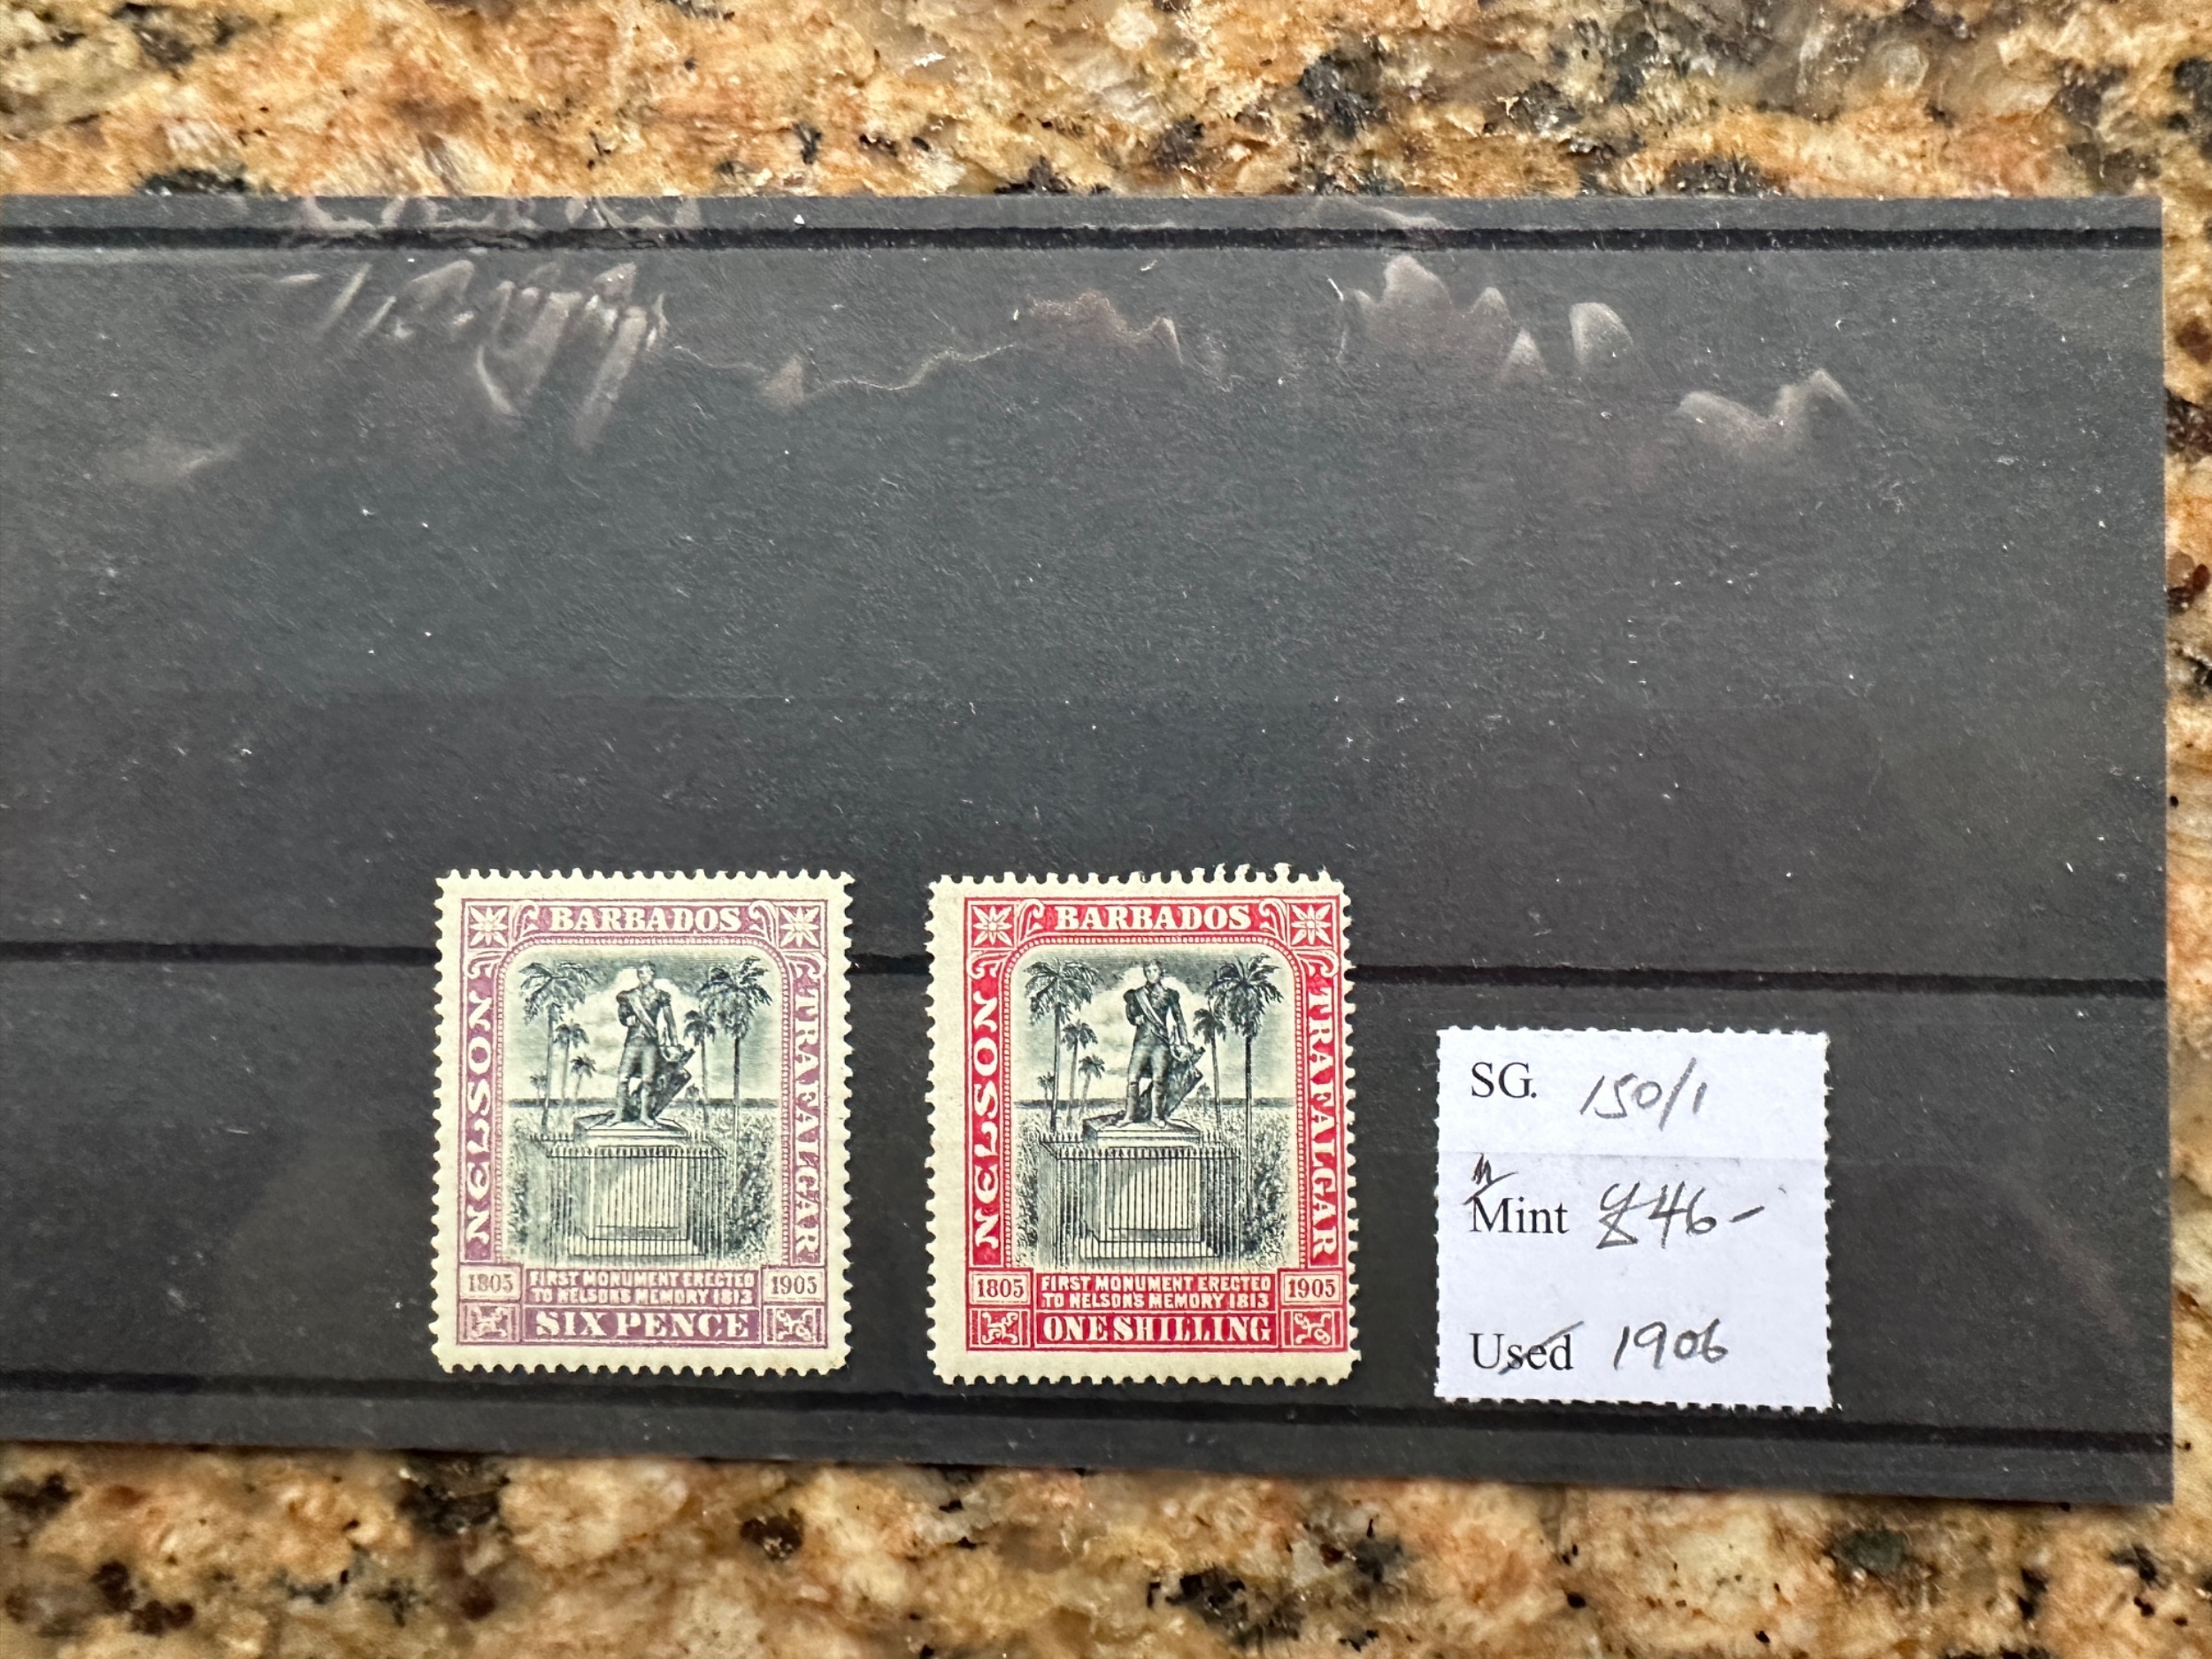 BARBADOS
NELSON
TRAFALGAR
1805 FIRST MONUMENT ERECTED 1905
TO NELSON'S MEMORY 1813
SIX PENCE
BARBADOS
NELSON
TRAFALGAR
1805 FIRST MONUMENT ERECTED 1905
TO NELSON'S MEMORY 1813
ONE SHILLING
SG. 150/1
M
Mint £46-
Used 1906